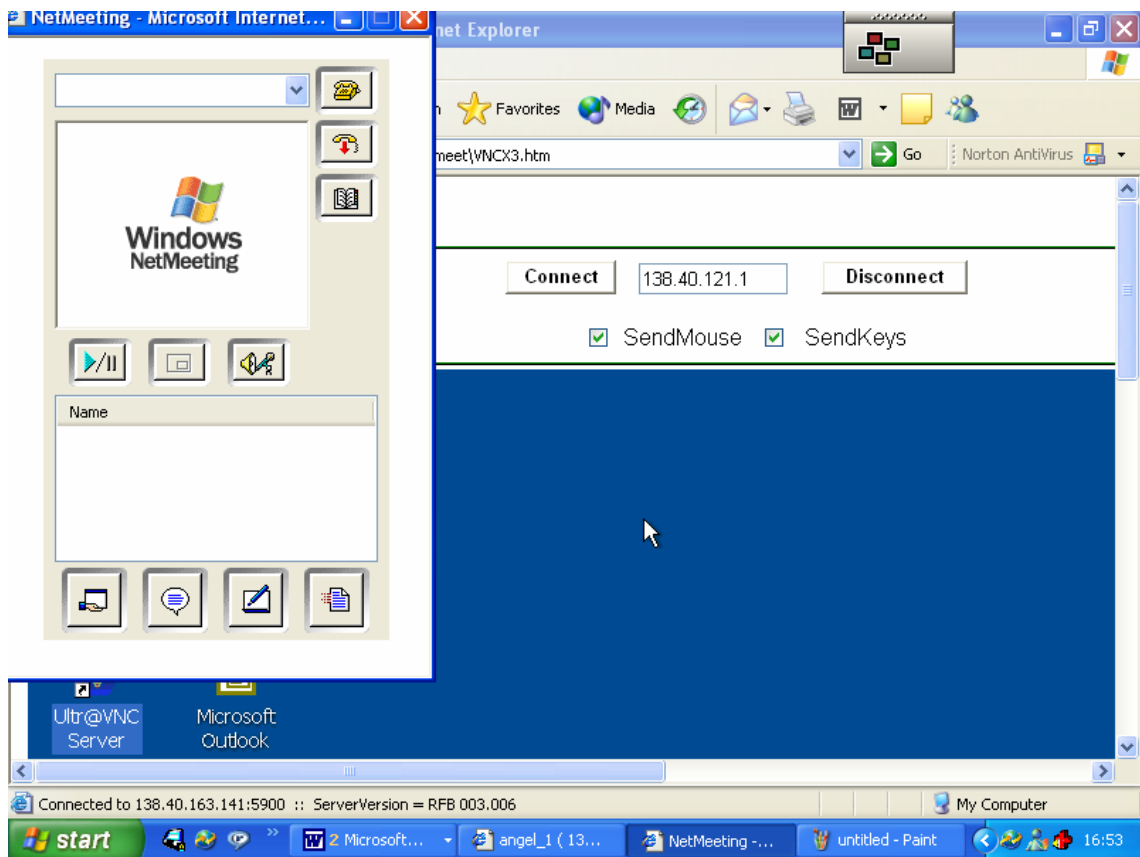 NetMeeting - Microsoft Internet...
net Explorer
Favorites
Media
meet\VNCX3.htm
Go
Norton AntiVirus
Windows
NetMeeting
Connect
138.40.121.1
Disconnect
SendMouse
SendKeys
Name
Ultr@VNC
Server
Microsoft
Outlook
Connected to 138.40.163.141:5900 :: ServerVersion = RFB 003.006
My Computer
start
2 Microsoft...
angel_1 ( 13...
NetMeeting -...
untitled - Paint
16:53